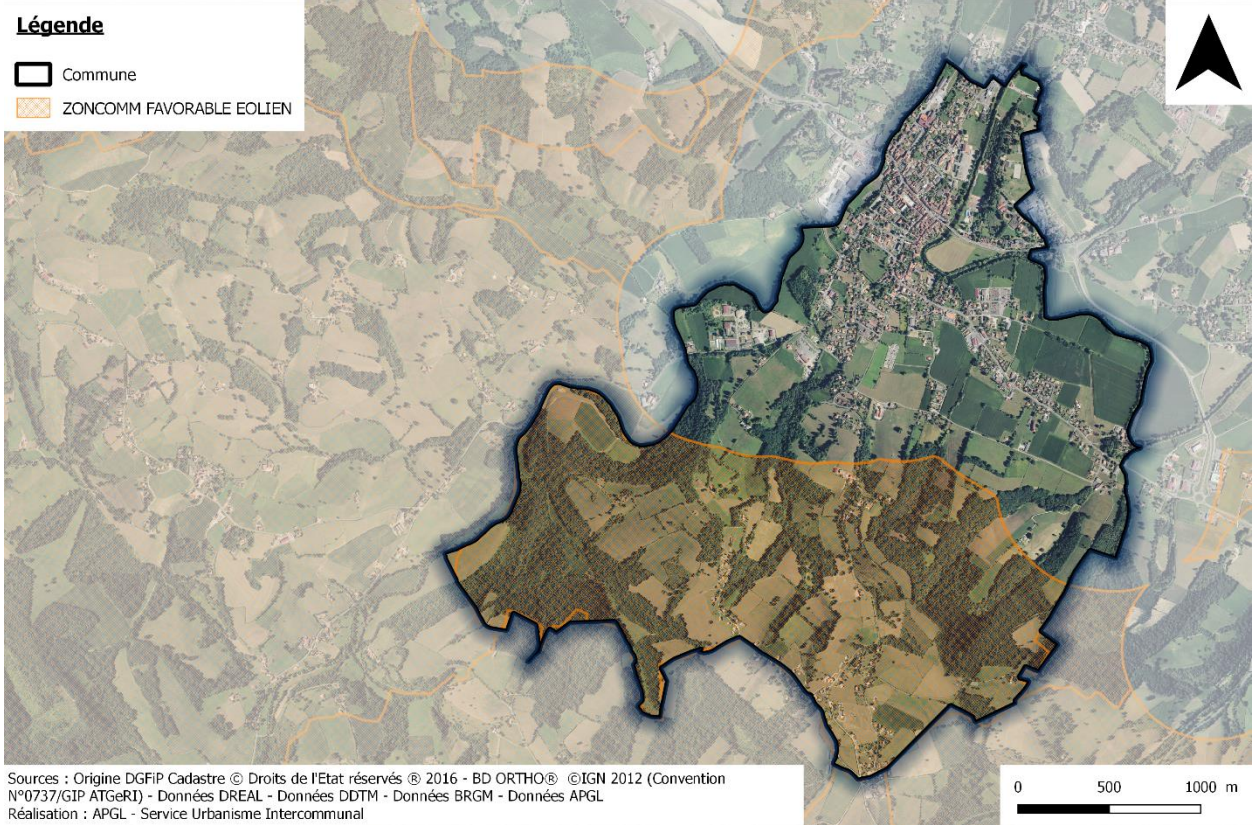 Légende
Commune
ZONCOMM FAVORABLE EOLIEN
Sources : Origine DGFiP Cadastre © Droits de l'Etat réservés ® 2016 - BD ORTHO® ©IGN 2012 (Convention
N°0737/GIP ATGeRI) - Données DREAL - Données DDTM - Données BRGM - Données APGL
Réalisation : APGL - Service Urbanisme Intercommunal
0 500 1000 m